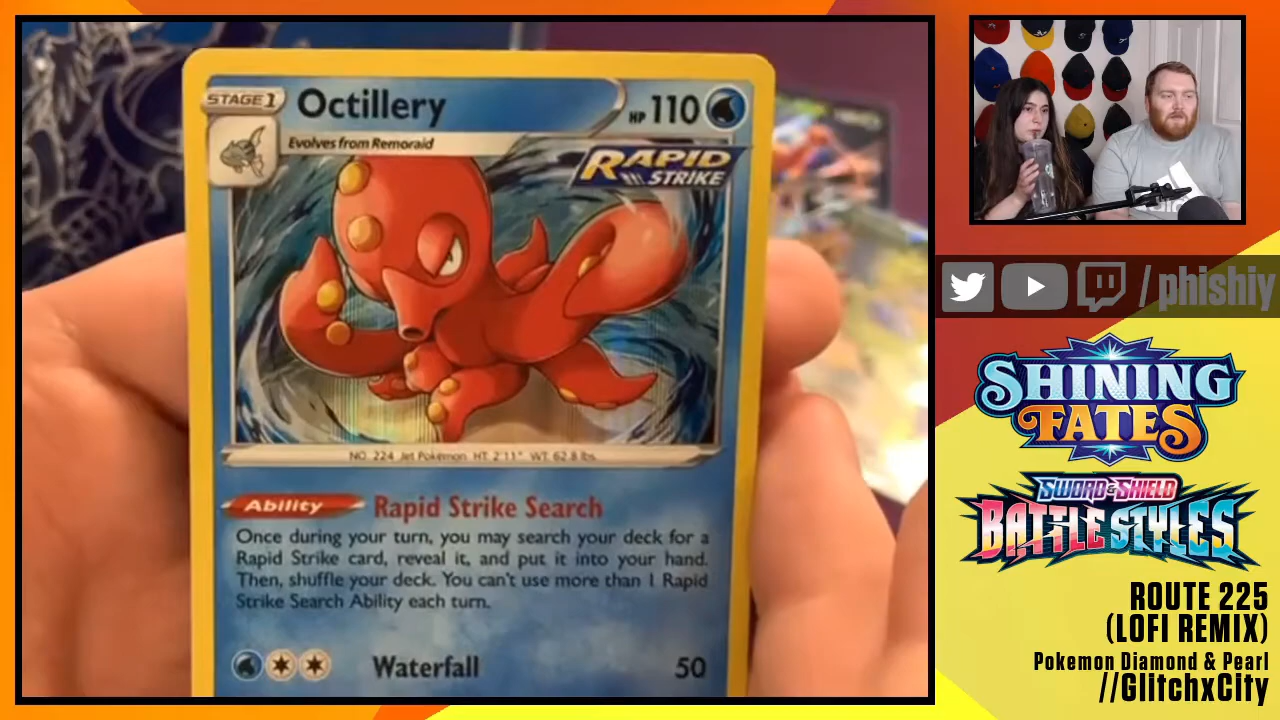 STAGE 1
Octillery
HP 110
Evolves from Remoraid
RAPID
STRIKE
NO. 224 Jet Pokémon HT: 2'11" WT: 62.8 lbs.
Ability Rapid Strike Search
Once during your turn, you may search your deck for a
Rapid Strike card, reveal it, and put it into your hand.
Then, shuffle your deck. You can't use more than 1 Rapid
Strike Search Ability each turn.
Waterfall 50
/phishiy
SHINING
FATES
SWORD & SHIELD
BATTLE STYLES
ROUTE 225
(LOFI REMIX)
Pokemon Diamond & Pearl
//GlitchxCity